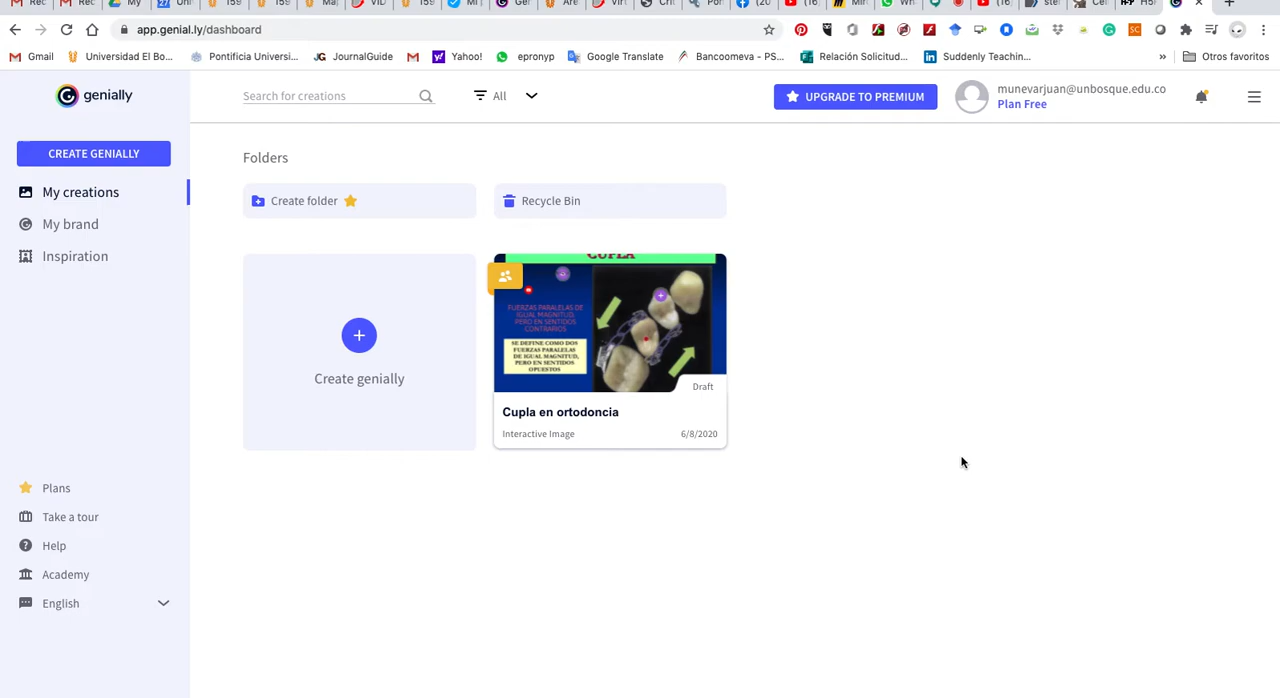 app.genial.ly/dashboard
Gmail
Universidad El Bo...
Pontificia Universi...
JournalGuide
Yahoo!
epronyp
Google Translate
Bancoomeva - PS...
Relación Solicitud...
Suddenly Teachin...
»
Otros favoritos
genially
Search for creations
All
UPGRADE TO PREMIUM
munevarjuan@unbosque.edu.co
Plan Free
CREATE GENIALLY
My creations
My brand
Inspiration
Folders
Create folder
Recycle Bin
Create genially
CUPLA
FUERZAS PARALELAS DE
IGUAL MAGNITUD,
PERO EN SENTIDOS
CONTRARIOS
SE DEFINE COMO DOS
FUERZAS PARALELAS
DE IGUAL MAGNITUD,
PERO EN SENTIDOS
OPUESTOS
Draft
Cupla en ortodoncia
Interactive Image
6/8/2020
Plans
Take a tour
Help
Academy
English